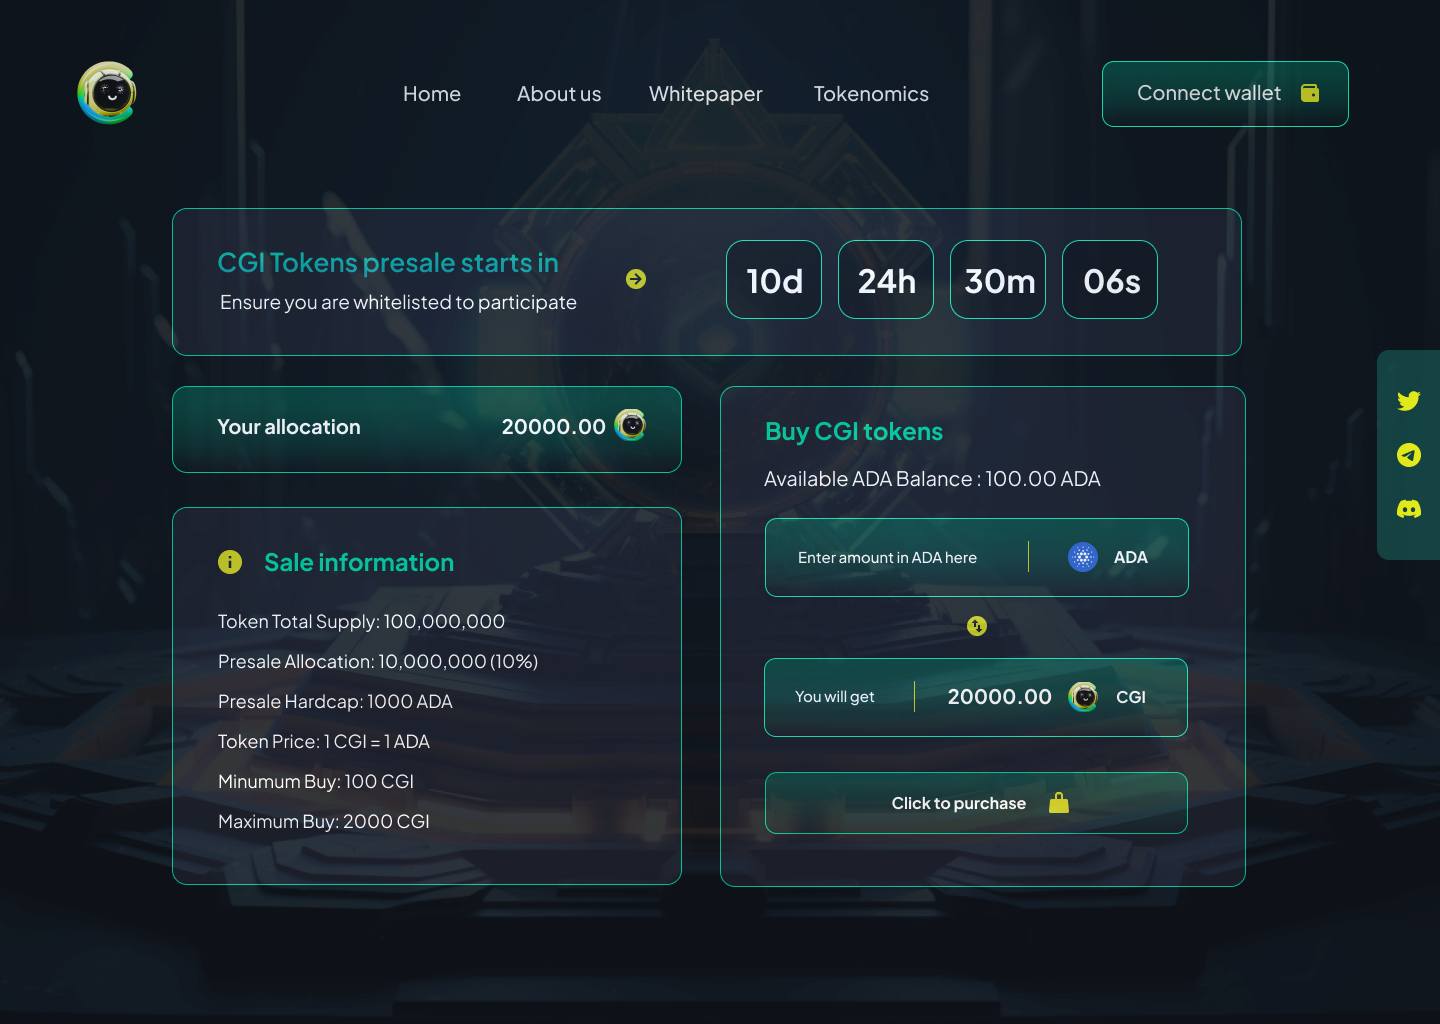 Home
About us
Whitepaper
Tokenomics
Connect wallet
CGI Tokens presale starts in
Ensure you are whitelisted to participate
10d
24h
30m
06s
Your allocation
20000.00
Sale information
Token Total Supply: 100,000,000
Presale Allocation: 10,000,000 (10%)
Presale Hardcap: 1000 ADA
Token Price: 1 CGI = 1 ADA
Minumum Buy: 100 CGI
Maximum Buy: 2000 CGI
Buy CGI tokens
Available ADA Balance : 100.00 ADA
Enter amount in ADA here
ADA
You will get
20000.00
CGI
Click to purchase